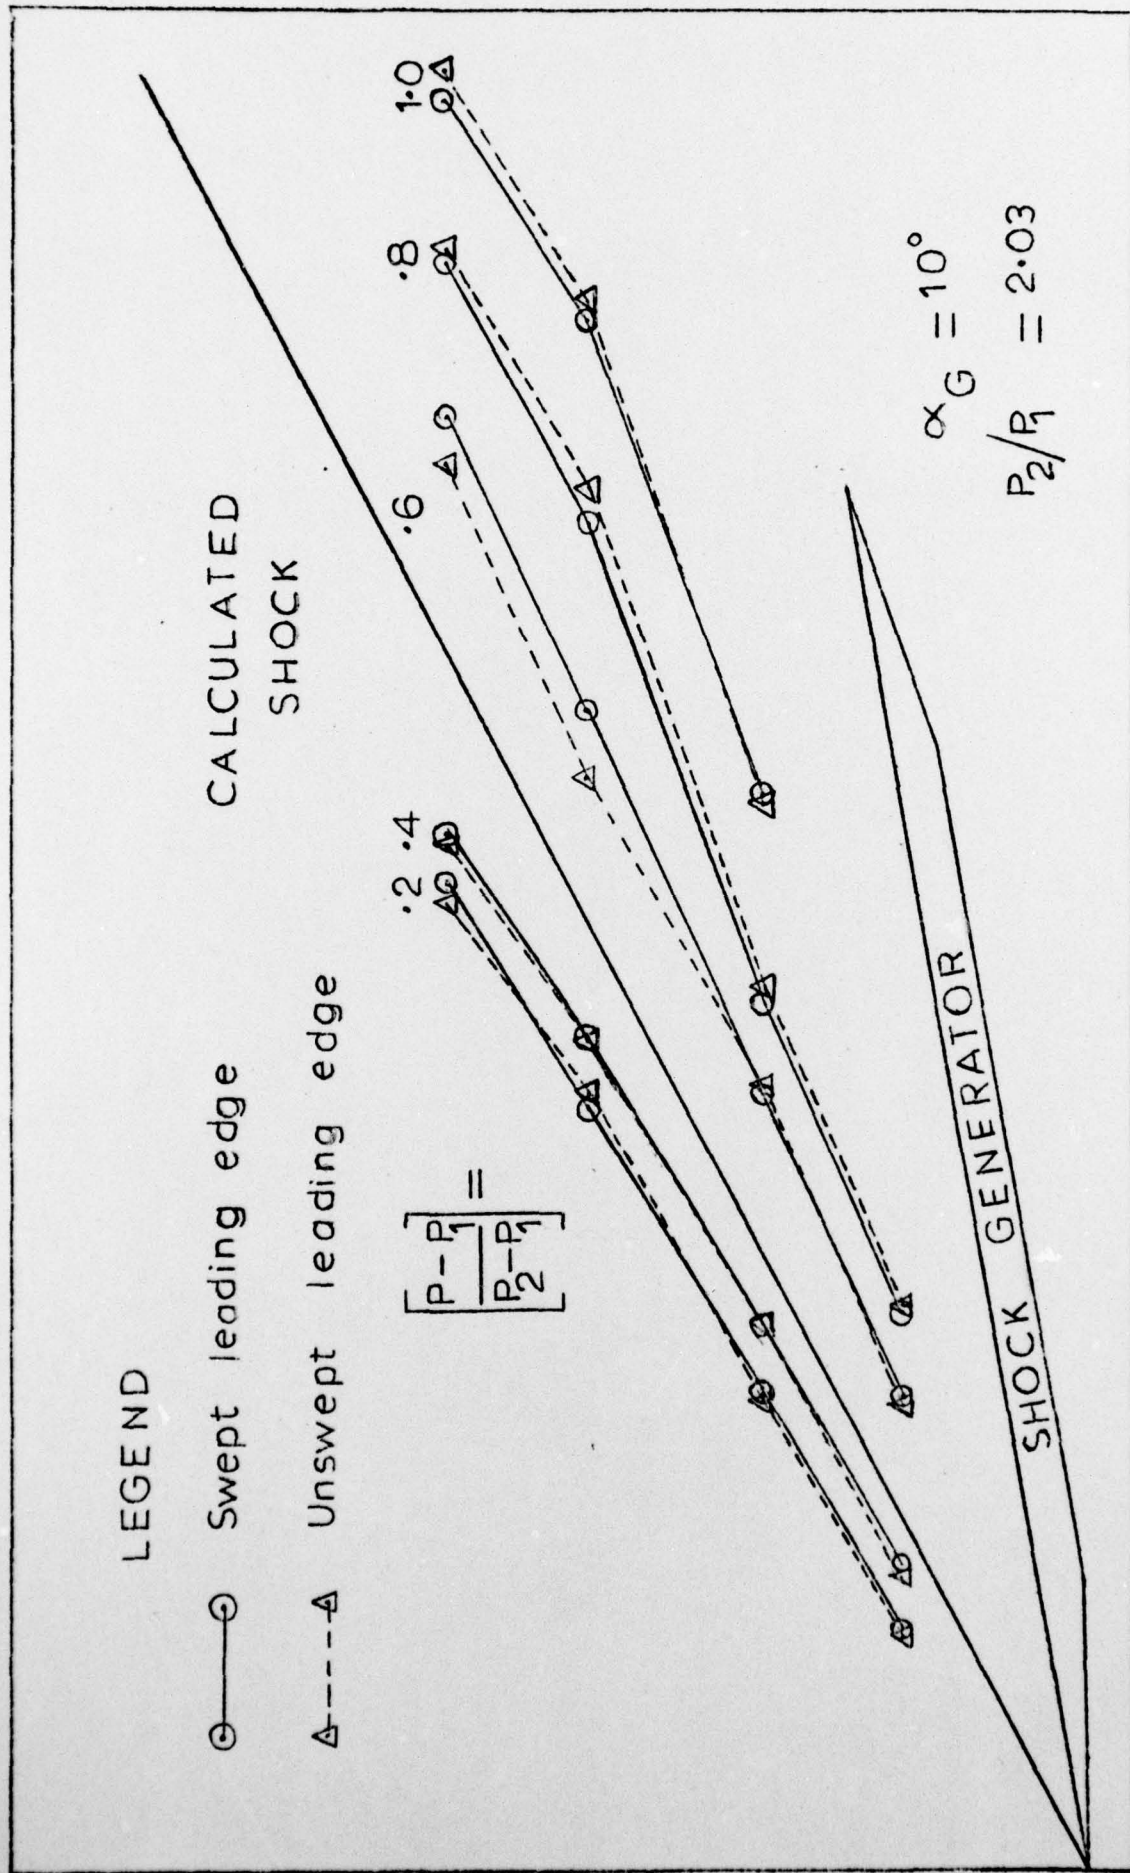 LEGEND
Swept leading edge
Unswept leading edge
CALCULATED
SHOCK
[P-P1/P2-P1] =
.2
.4
.6
.8
1.0
SHOCK GENERATOR
∝G = 10°
P2/P1 = 2.03